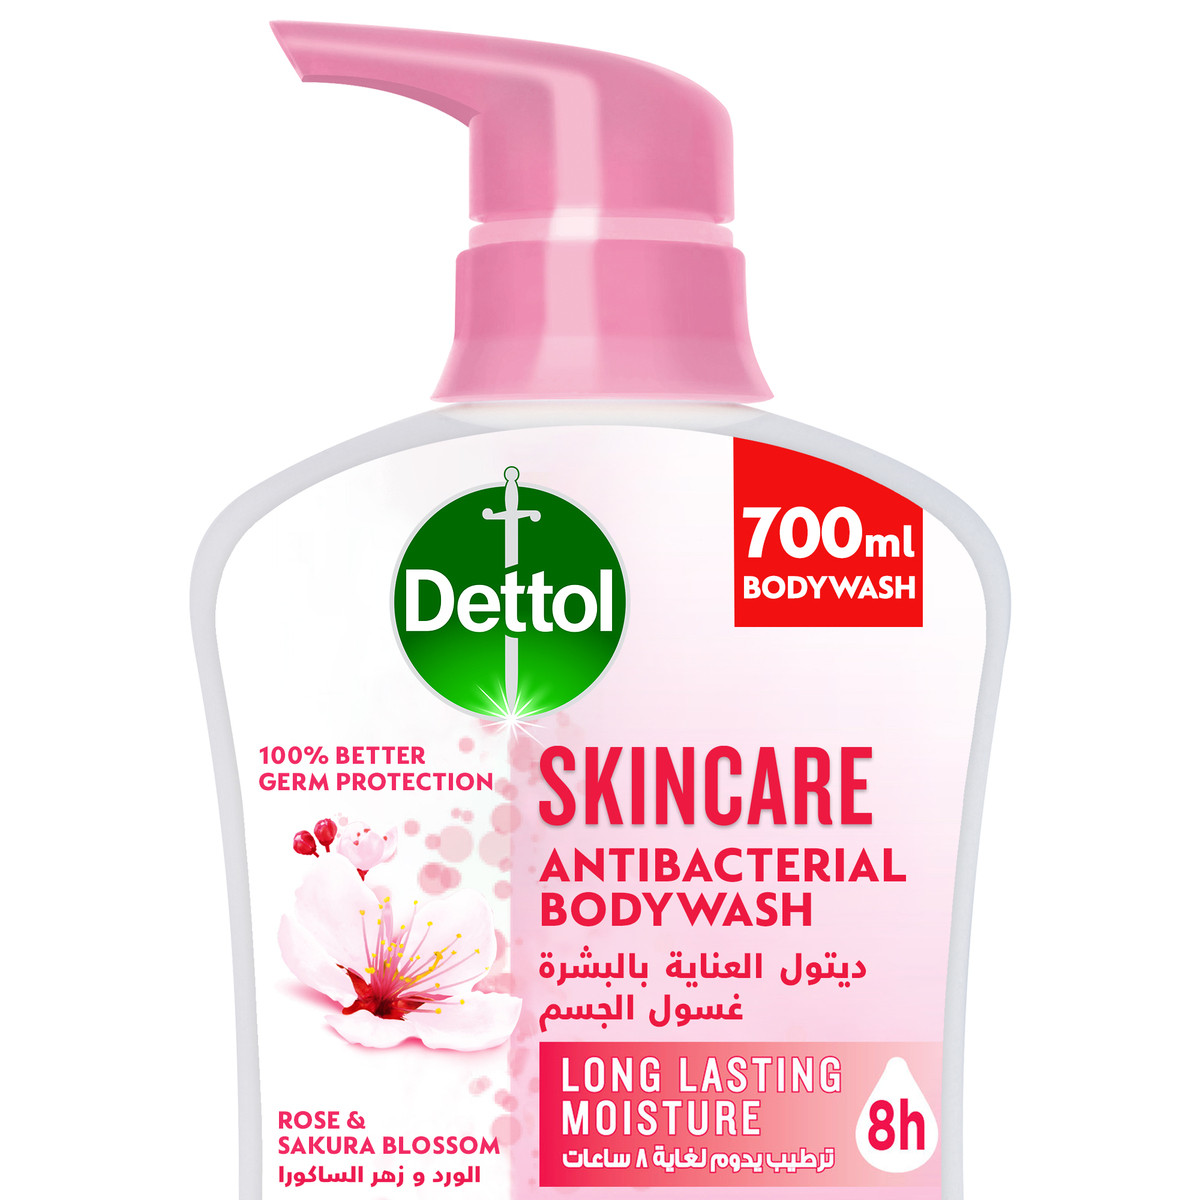 Dettol
700ml
BODYWASH
100% BETTER
GERM PROTECTION
SKINCARE
ANTIBACTERIAL
BODYWASH
ديتول العناية بالبشرة
غسول الجسم
LONG LASTING
MOISTURE
ترطيب يدوم لغاية ٨ ساعات
8h
ROSE &
SAKURA BLOSSOM
الورد و زهر الساكورا